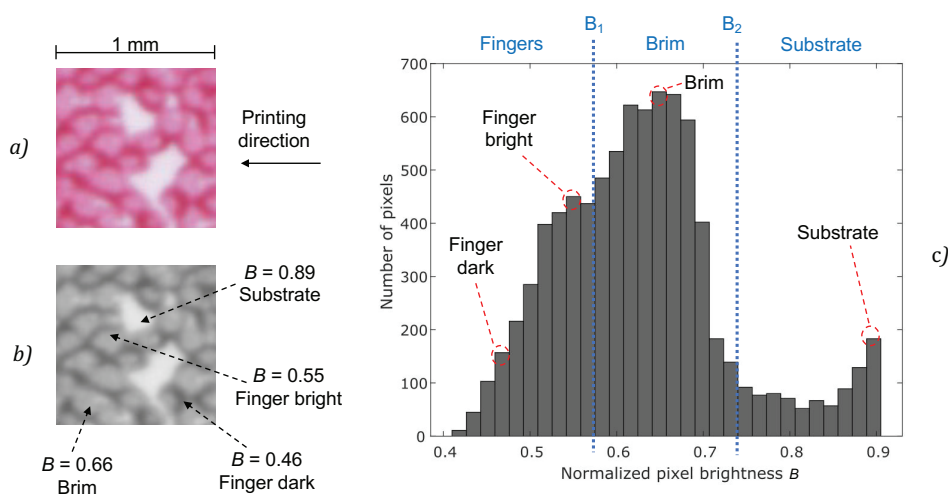 1 mm
a)
Printing
direction
b)
B = 0.89
Substrate
B = 0.55
Finger bright
B = 0.66
Brim
B = 0.46
Finger dark
c)
Fingers
B1
Brim
B2
Substrate
Number of pixels
700
600
500
400
300
200
100
0
0.4
0.5
0.6
0.7
0.8
0.9
Normalized pixel brightness B
Finger
dark
Finger
bright
Brim
Substrate